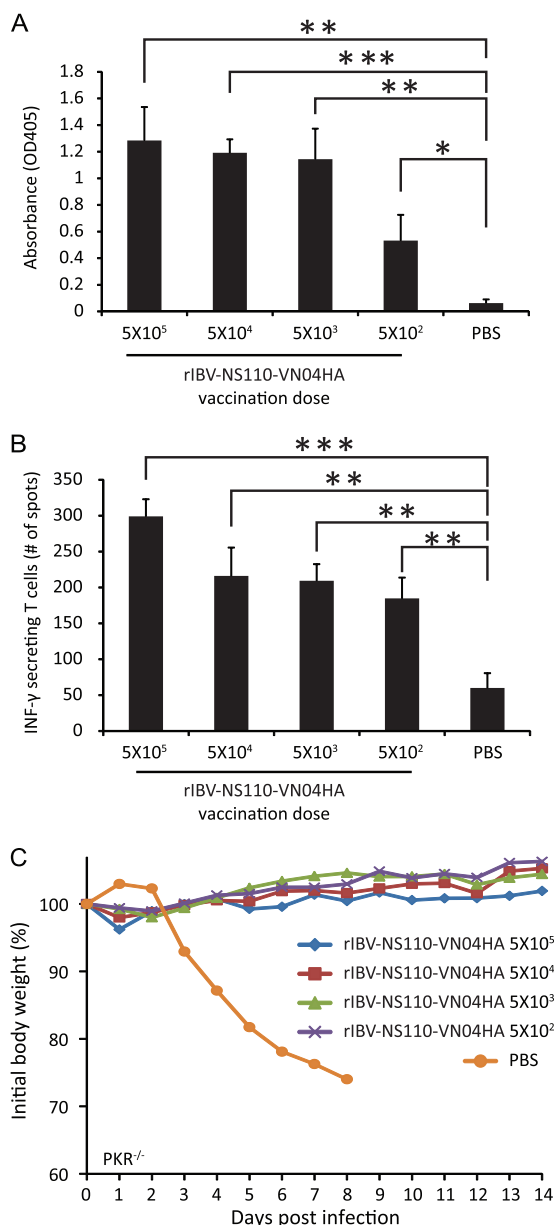 A
**
***
**
*
Absorbance (OD405)
1.8
1.6
1.4
1.2
1.0
0.8
0.6
0.4
0.2
0
5X10⁵ 5X10⁴ 5X10³ 5X10² PBS
rIBV-NS110-VN04HA
vaccination dose
B
***
**
**
**
INF-γ secreting T cells (# of spots)
350
300
250
200
150
100
50
0
5X10⁵ 5X10⁴ 5X10³ 5X10² PBS
rIBV-NS110-VN04HA
vaccination dose
C
Initial body weight (%)
100
90
80
70
60
rIBV-NS110-VN04HA 5X10⁵
rIBV-NS110-VN04HA 5X10⁴
rIBV-NS110-VN04HA 5X10³
rIBV-NS110-VN04HA 5X10²
PBS
PKR⁻/⁻
0 1 2 3 4 5 6 7 8 9 10 11 12 13 14
Days post infection